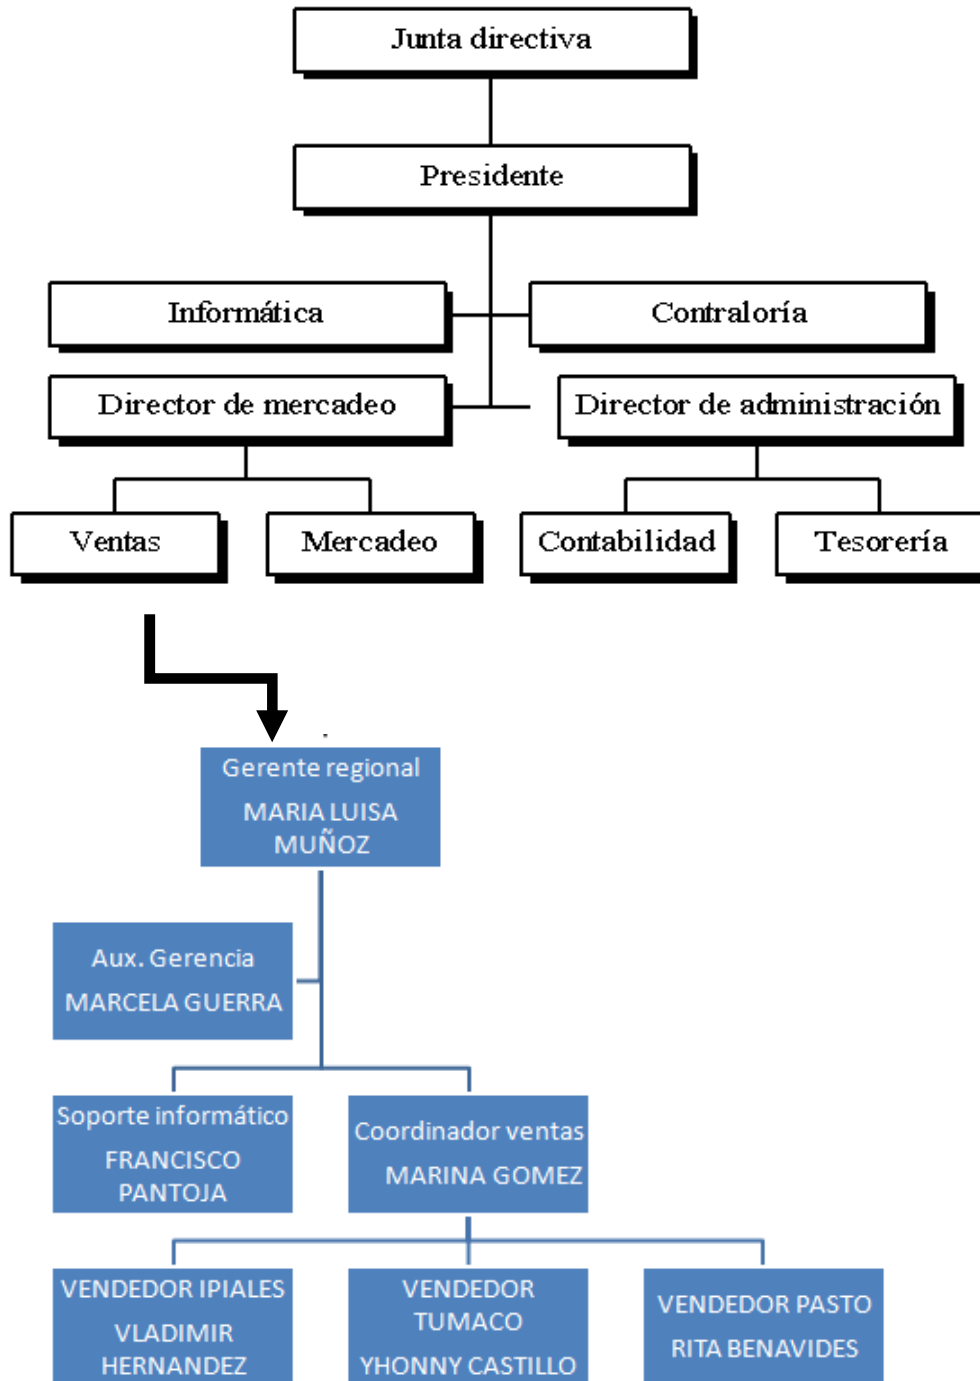 Junta directiva
Presidente
Informática
Contraloría
Director de mercadeo
Director de administración
Ventas
Mercadeo
Contabilidad
Tesorería
Gerente regional
MARIA LUISA
MUÑOZ
Aux. Gerencia
MARCELA GUERRA
Soporte informático
FRANCISCO
PANTOJA
Coordinador ventas
MARINA GOMEZ
VENDEDOR IPIALES
VLADIMIR
HERNANDEZ
VENDEDOR
TUMACO
YHONNY CASTILLO
VENDEDOR PASTO
RITA BENAVIDES